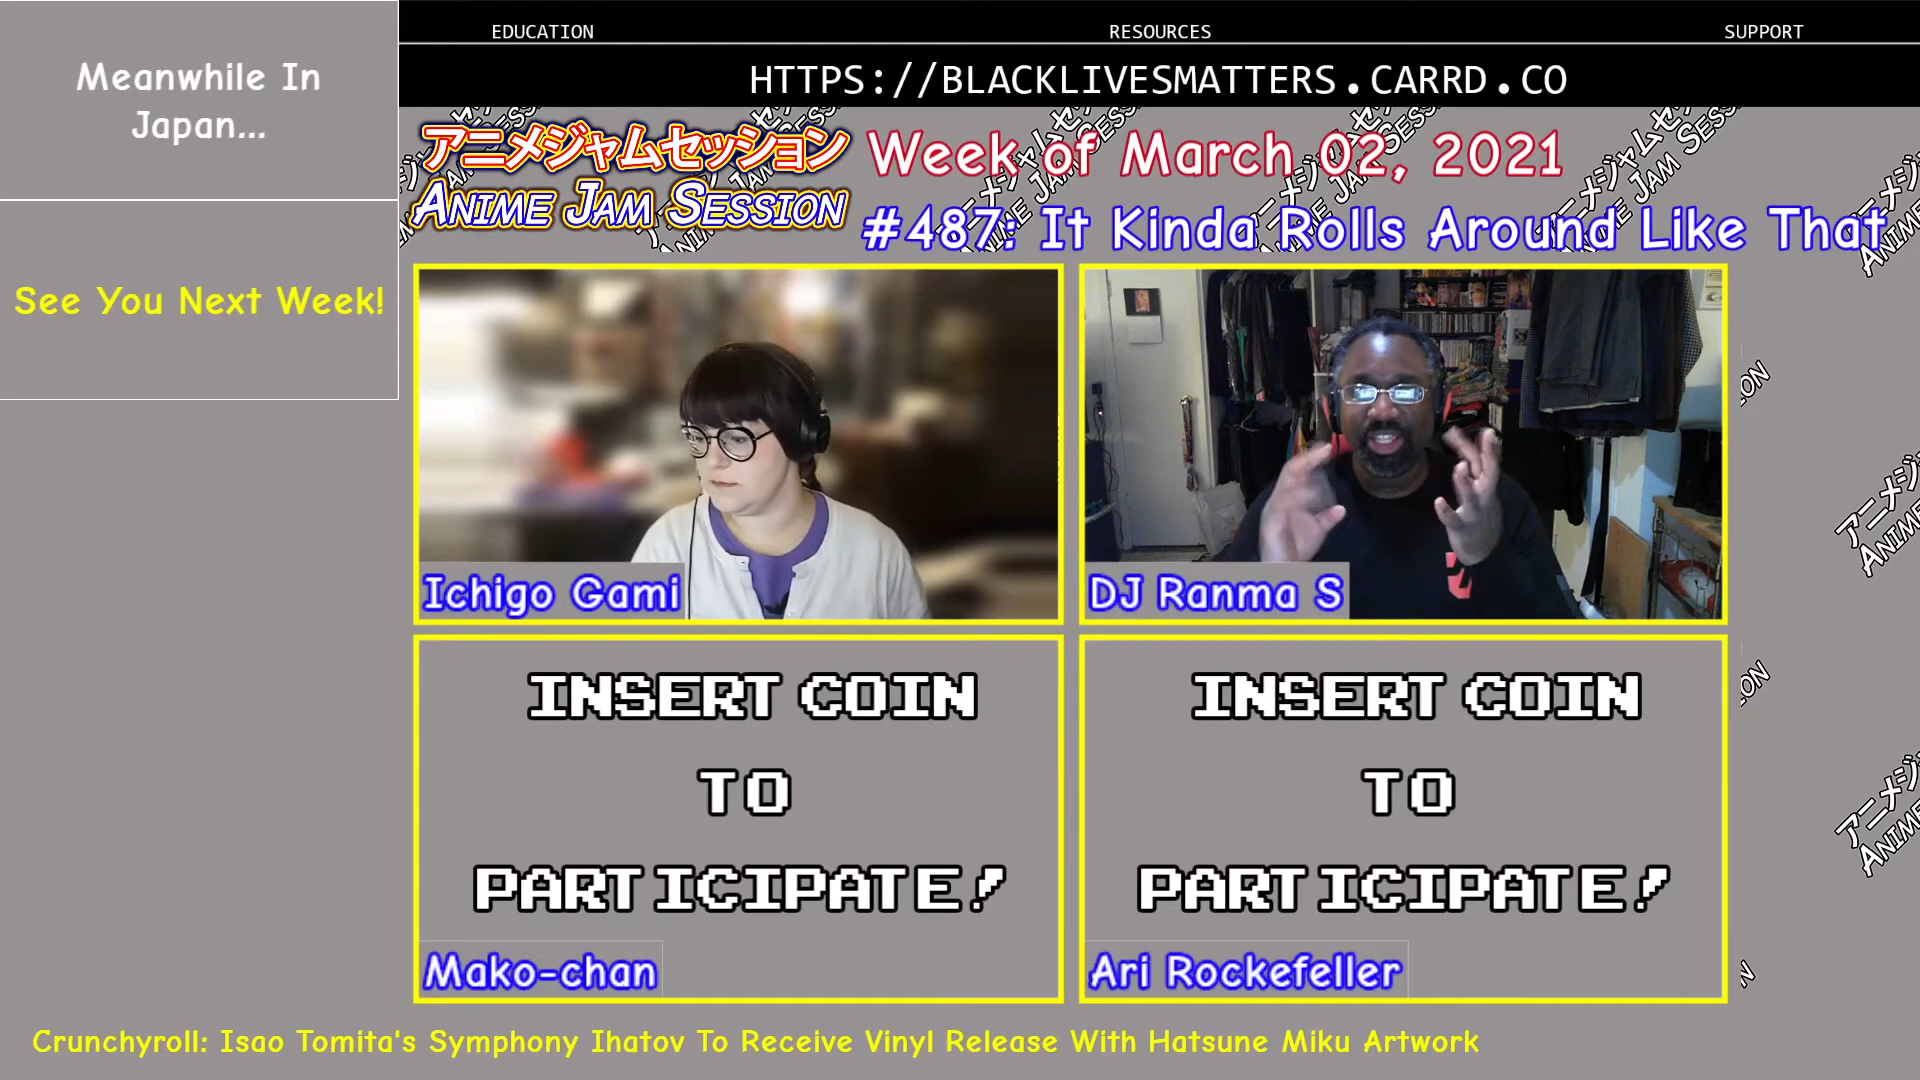 Meanwhile In
Japan...
See You Next Week!
EDUCATION
RESOURCES
SUPPORT
HTTPS://BLACKLIVESMATTERS.CARRD.CO
アニメジャムセッション
ANIME JAM SESSION
Week of March 02, 2021
#487: It Kinda Rolls Around Like That
Ichigo Gami
DJ Ranma S
INSERT COIN
TO
PARTICIPATE!
Mako-chan
INSERT COIN
TO
PARTICIPATE!
Ari Rockefeller
Crunchyroll: Isao Tomita's Symphony Ihatov To Receive Vinyl Release With Hatsune Miku Artwork